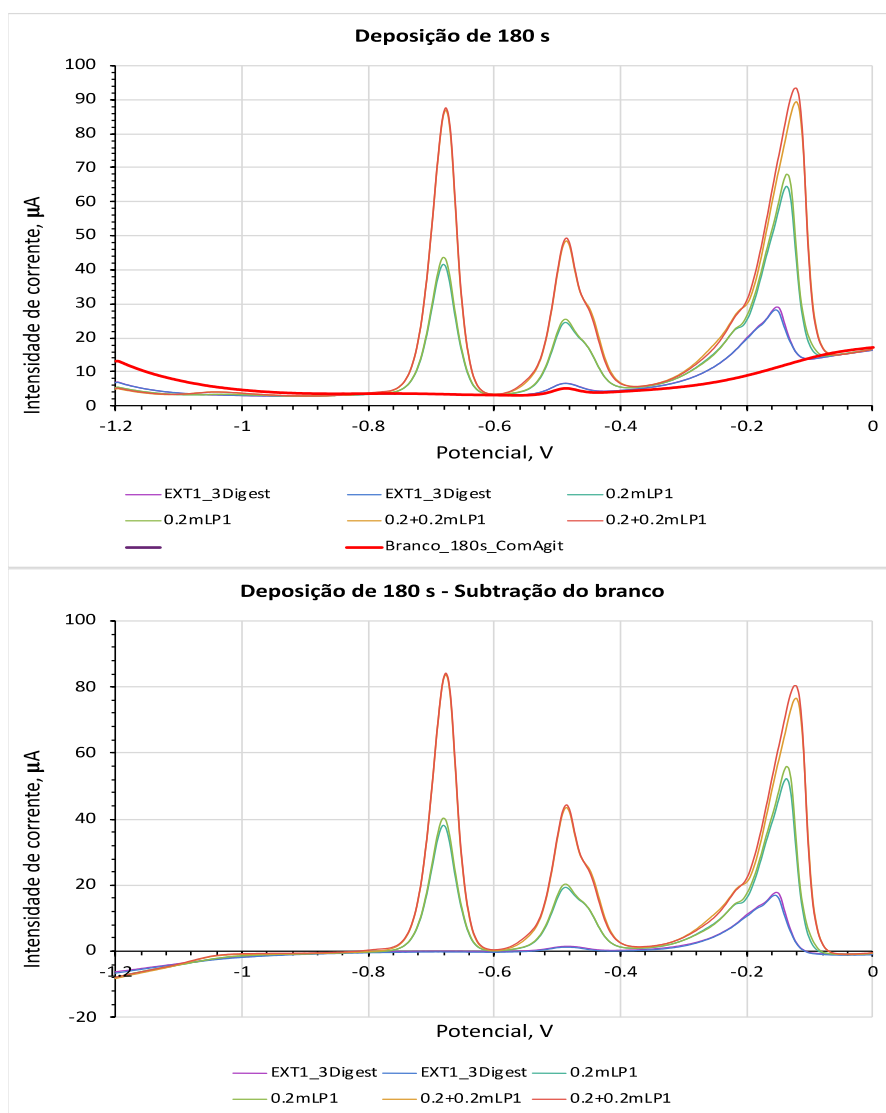 Deposição de 180 s
Intensidade de corrente, µA
100
90
80
70
60
50
40
30
20
10
0
-1.2 -1 -0.8 -0.6 -0.4 -0.2 0
Potencial, V
EXT1_3Digest EXT1_3Digest 0.2mLP1
0.2mLP1 0.2+0.2mLP1 0.2+0.2mLP1
Branco_180s_ComAgit
Deposição de 180 s - Subtração do branco
Intensidade de corrente, µA
100
80
60
40
20
0
-20
-1.2 -1 -0.8 -0.6 -0.4 -0.2 0
Potencial, V
EXT1_3Digest EXT1_3Digest 0.2mLP1
0.2mLP1 0.2+0.2mLP1 0.2+0.2mLP1